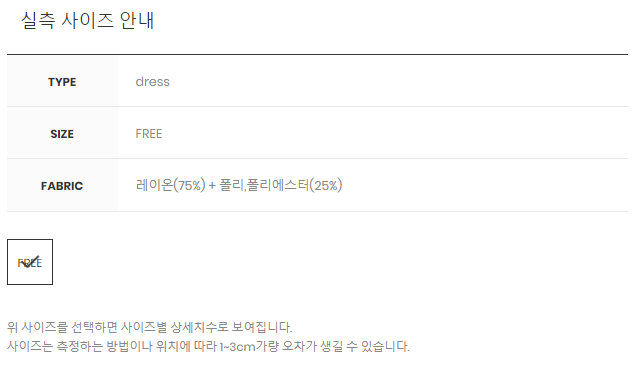 실측 사이즈 안내
TYPE dress
SIZE FREE
FABRIC 레이온(75%) + 폴리,폴리에스터(25%)
FREE
위 사이즈를 선택하면 사이즈별 상세치수로 보여집니다.
사이즈는 측정하는 방법이나 위치에 따라 1~3cm가량 오차가 생길 수 있습니다.